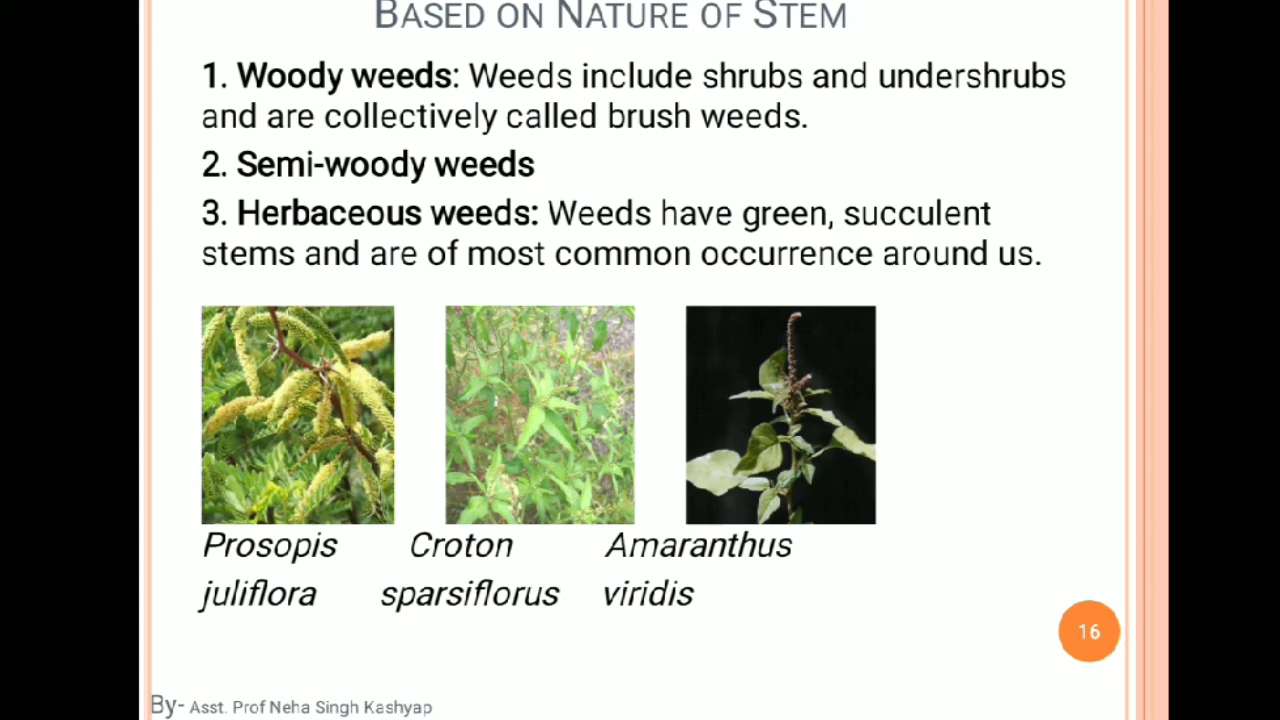 BASED ON NATURE OF STEM
1. Woody weeds: Weeds include shrubs and undershrubs
and are collectively called brush weeds.
2. Semi-woody weeds
3. Herbaceous weeds: Weeds have green, succulent
stems and are of most common occurrence around us.
Prosopis Croton Amaranthus
juliflora sparsiflorus viridis
16
By- Asst. Prof Neha Singh Kashyap